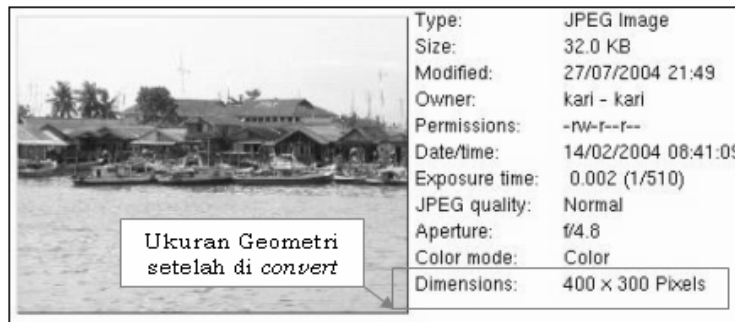 Type: JPEG Image
Size: 32.0 KB
Modified: 27/07/2004 21:49
Owner: kari - kari
Permissions: -rw-r--r--
Date/time: 14/02/2004 08:41:09
Exposure time: 0.002 (1/510)
JPEG quality: Normal
Aperture: f/4.8
Color mode: Color
Dimensions: 400 x 300 Pixels
Ukuran Geometri
setelah di convert